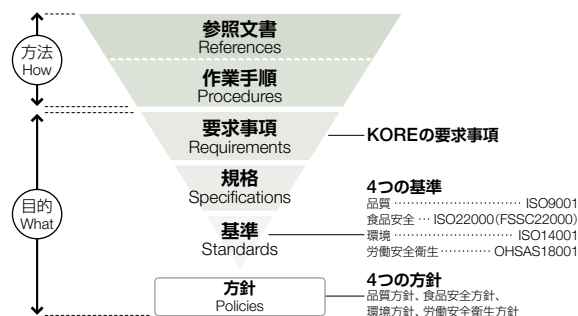 方法
How
目的
What
参照文書
References
作業手順
Procedures
要求事項
Requirements
規格
Specifications
基準
Standards
方針
Policies
KOREの要求事項
4つの基準
品質 ………………………… ISO9001
食品安全 … ISO22000(FSSC22000)
環境 ………………………… ISO14001
労働安全衛生 ………… OHSAS18001
4つの方針
品質方針、食品安全方針、
環境方針、労働安全衛生方針